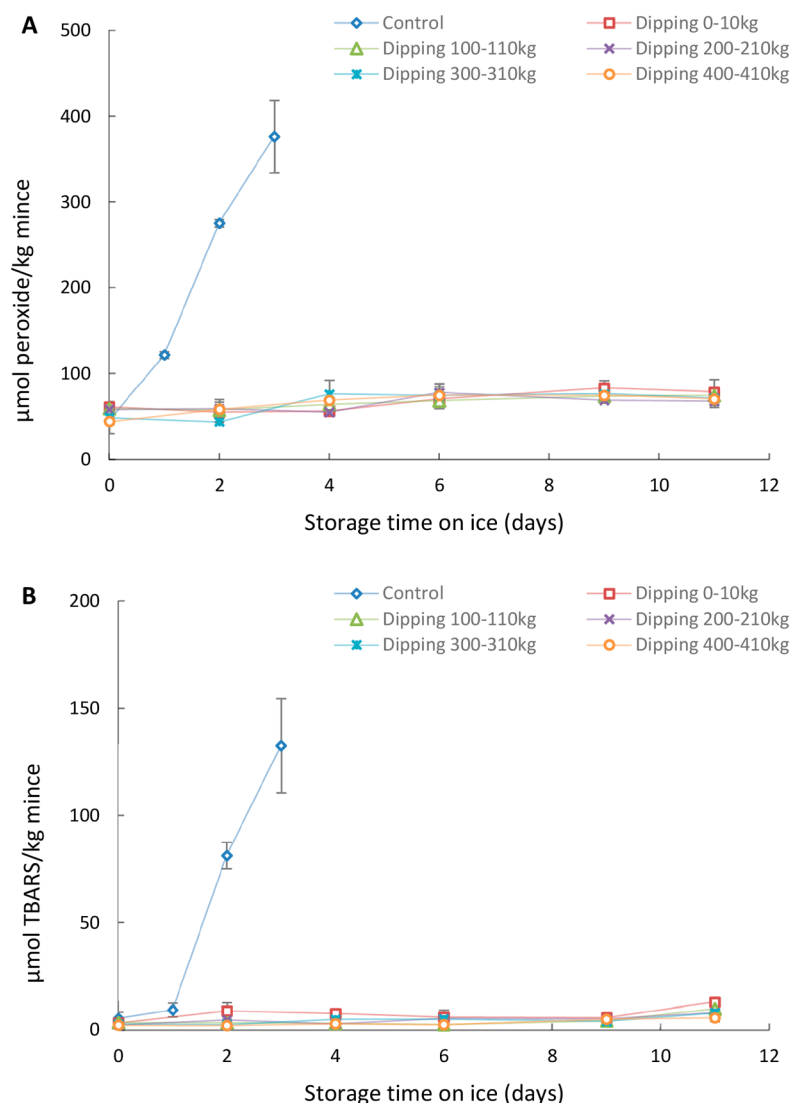 A
Control
Dipping 0-10kg
Dipping 100-110kg
Dipping 200-210kg
Dipping 300-310kg
Dipping 400-410kg
500
400
300
200
100
0
µmol peroxide/kg mince
0 2 4 6 8 10 12
Storage time on ice (days)
B
Control
Dipping 0-10kg
Dipping 100-110kg
Dipping 200-210kg
Dipping 300-310kg
Dipping 400-410kg
200
150
100
50
0
µmol TBARS/kg mince
0 2 4 6 8 10 12
Storage time on ice (days)